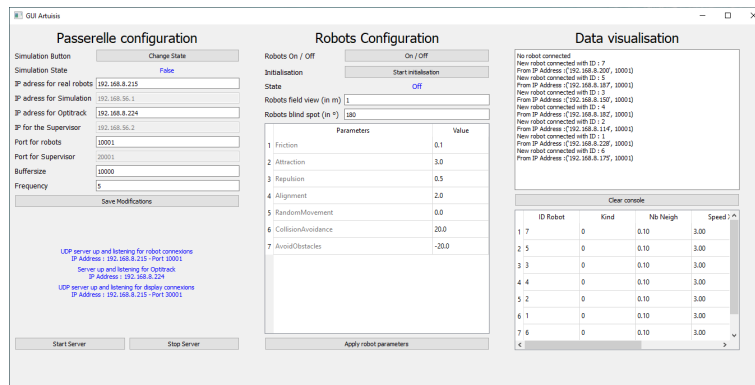 GUI Artuisis
Passerelle configuration
Simulation Button
Change State
Simulation State
False
IP adress for real robots
192.168.8.215
IP adress for Simulation
192.168.56.1
IP adress for Optitrack
192.168.8.224
IP for the Supervisor
192.168.56.2
Port for robots
10001
Port for Supervisor
20001
Buffersize
10000
Frequency
5
Save Modifications
UDP server up and listening for robot connexions
IP Address : 192.168.8.215 - Port 10001
Server up and listening for Optitrack
IP Address : 192.168.8.224
UDP server up and listening for display connexions
IP Address : 192.168.8.215 - Port 30001
Start Server
Stop Server
Robots Configuration
Robots On / Off
On / Off
Initialisation
Start initialisation
State
Off
Robots field view (in m)
1
Robots blind spot (in °)
180
Parameters Value
1 Friction 0.1
2 Attraction 3.0
3 Repulsion 0.5
4 Alignment 2.0
5 RandomMovement 0.0
6 CollisionAvoidance 20.0
7 AvoidObstacles -20.0
Apply robot parameters
Data visualisation
No robot connected
New robot connected with ID : 7
From IP Address :('192.168.8.200', 10001)
New robot connected with ID : 5
From IP Address :('192.168.8.187', 10001)
New robot connected with ID : 3
From IP Address :('192.168.8.150', 10001)
New robot connected with ID : 4
From IP Address :('192.168.8.182', 10001)
New robot connected with ID : 2
From IP Address :('192.168.8.114', 10001)
New robot connected with ID : 1
From IP Address :('192.168.8.228', 10001)
New robot connected with ID : 6
From IP Address :('192.168.8.175', 10001)
Clear console
ID Robot Kind Nb Neigh Speed
1 7 0 0.10 3.00
2 5 0 0.10 3.00
3 3 0 0.10 3.00
4 4 0 0.10 3.00
5 2 0 0.10 3.00
6 1 0 0.10 3.00
7 6 0 0.10 3.00